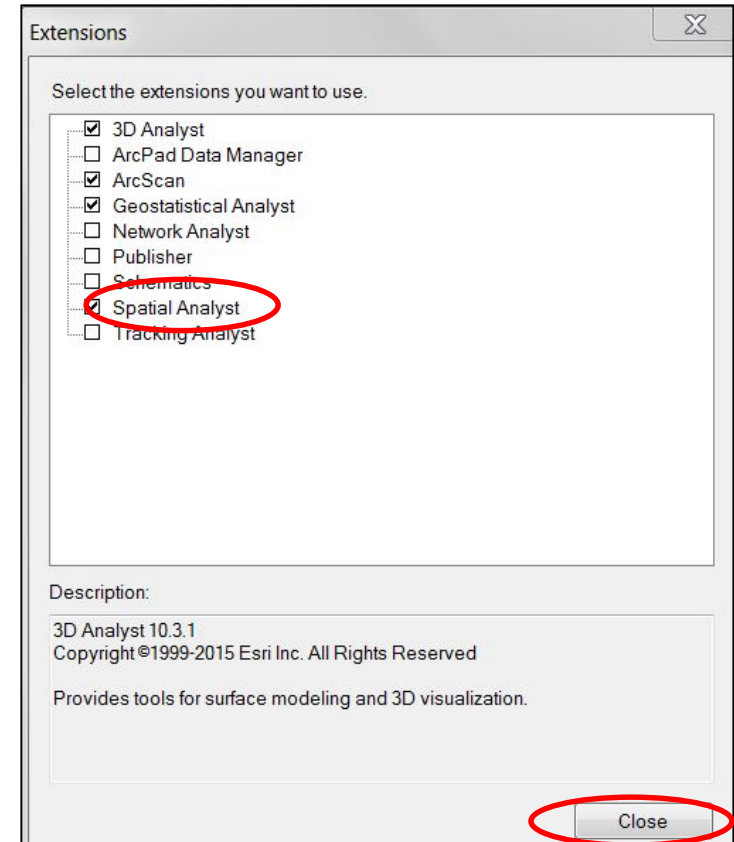 Extensions
Select the extensions you want to use.
3D Analyst
ArcPad Data Manager
ArcScan
Geostatistical Analyst
Network Analyst
Publisher
Schematics
Spatial Analyst
Tracking Analyst
Description:
3D Analyst 10.3.1
Copyright ©1999-2015 Esri Inc. All Rights Reserved
Provides tools for surface modeling and 3D visualization.
Close